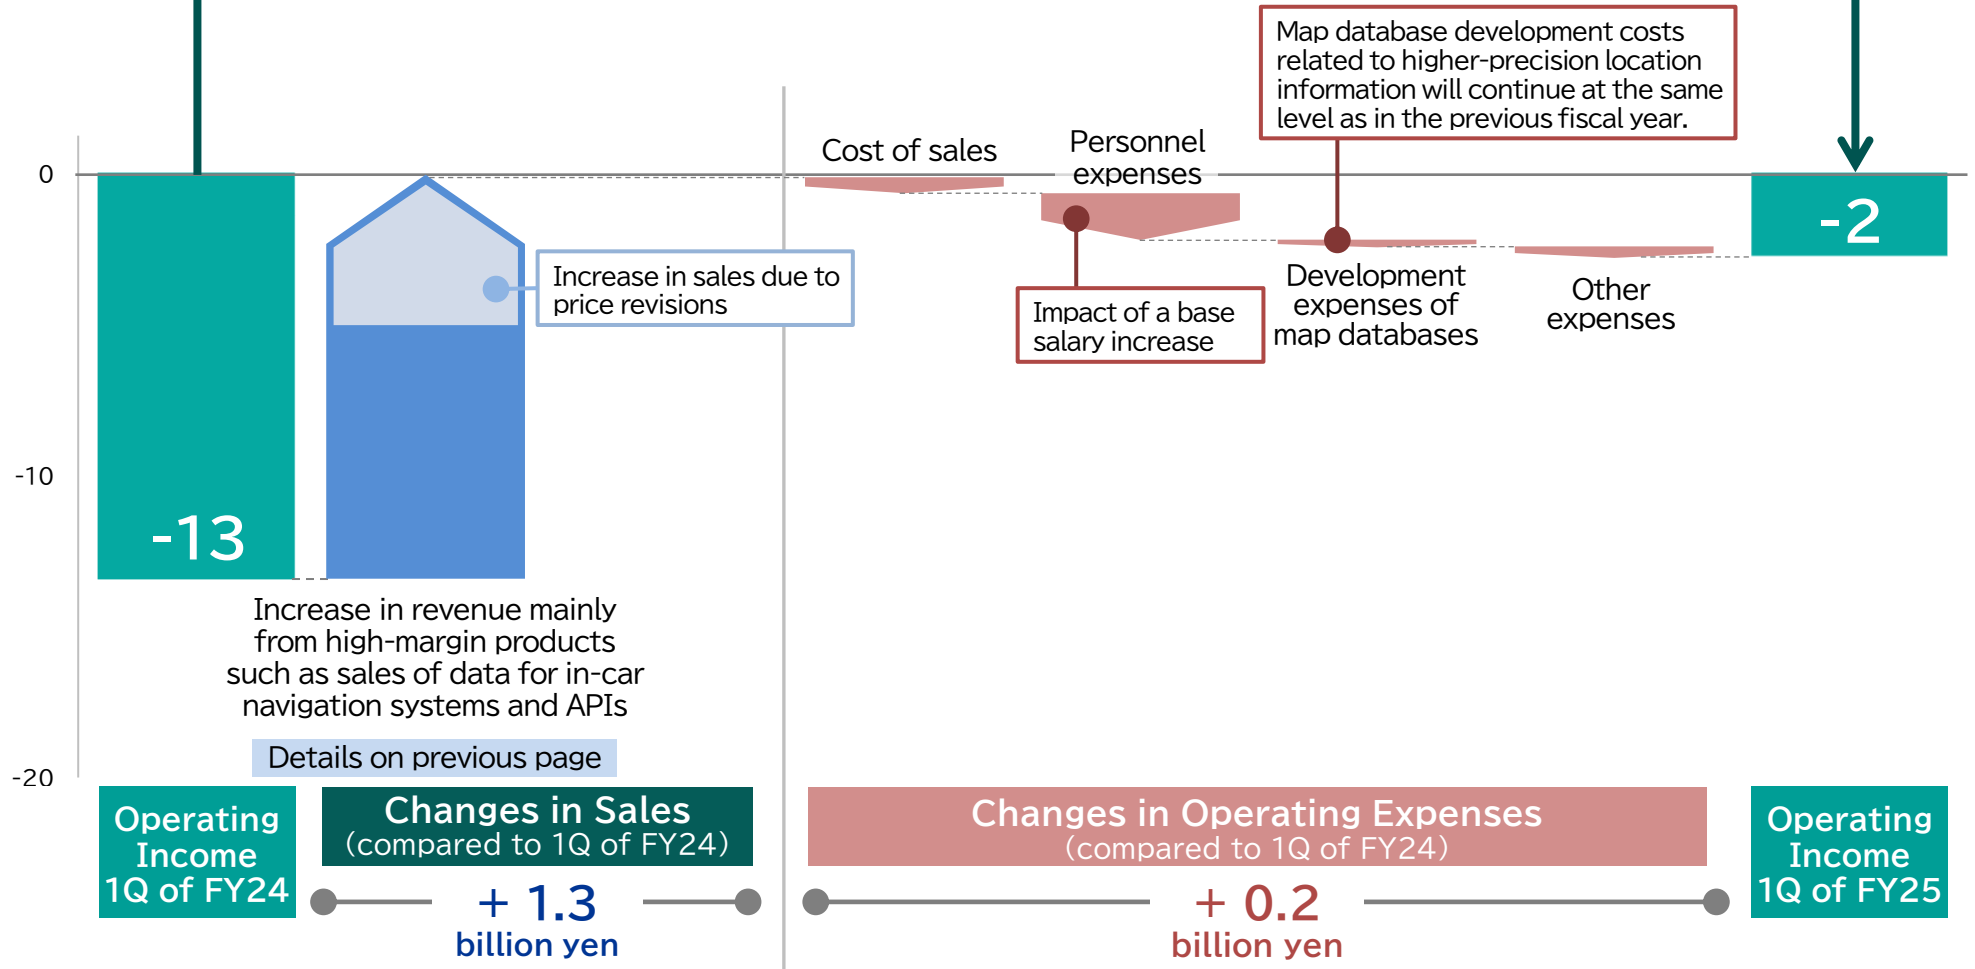 Map database development costs
related to higher-precision location
information will continue at the same
level as in the previous fiscal year.
Cost of sales
Personnel
expenses
0
-13
Increase in sales due to
price revisions
Impact of a base
salary increase
Development
expenses of
map databases
Other
expenses
-2
-10
Increase in revenue mainly
from high-margin products
such as sales of data for in-car
navigation systems and APIs
Details on previous page
-20
Operating
Income
1Q of FY24
Changes in Sales
(compared to 1Q of FY24)
+ 1.3
billion yen
Changes in Operating Expenses
(compared to 1Q of FY24)
+ 0.2
billion yen
Operating
Income
1Q of FY25